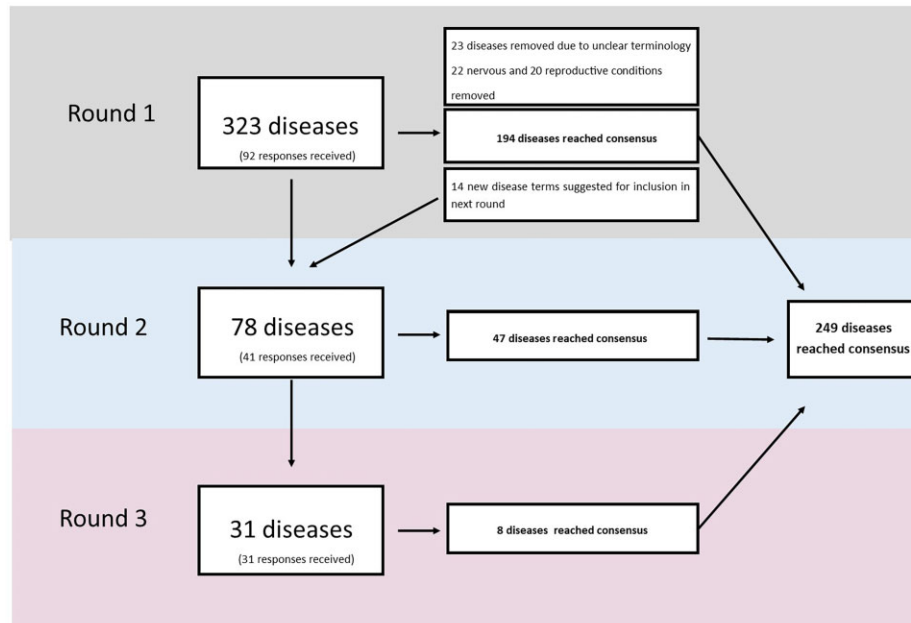 Round 1
323 diseases
(92 responses received)
23 diseases removed due to unclear terminology
22 nervous and 20 reproductive conditions
removed
194 diseases reached consensus
14 new disease terms suggested for inclusion in
next round
Round 2
78 diseases
(41 responses received)
47 diseases reached consensus
249 diseases
reached consensus
Round 3
31 diseases
(31 responses received)
8 diseases reached consensus